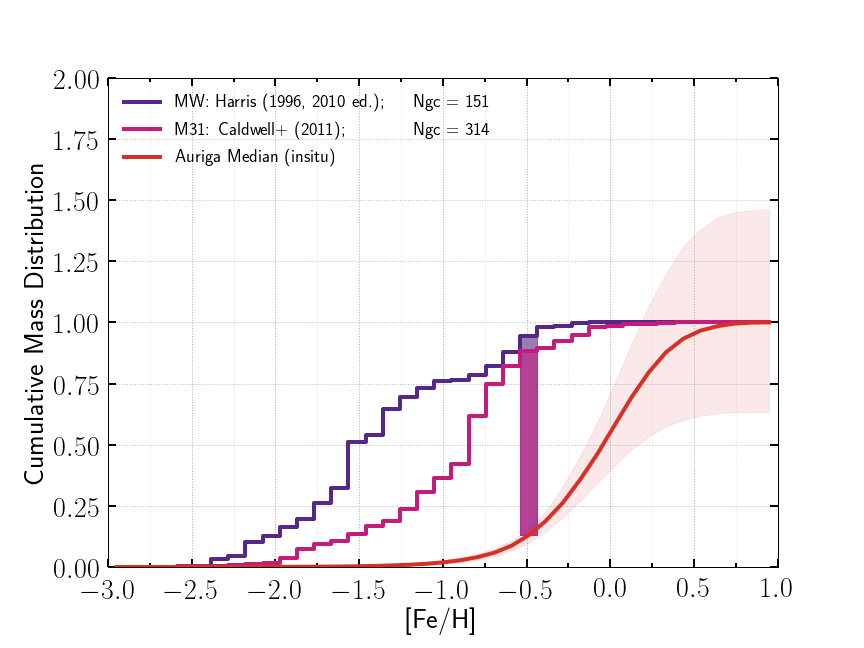 2.00
MW: Harris (1996, 2010 ed.); Ngc = 151
M31: Caldwell+ (2011); Ngc = 314
Auriga Median (insitu)
1.75
1.50
1.25
1.00
0.75
0.50
0.25
0.00
Cumulative Mass Distribution
−3.0 −2.5 −2.0 −1.5 −1.0 −0.5 0.0 0.5 1.0
[Fe/H]